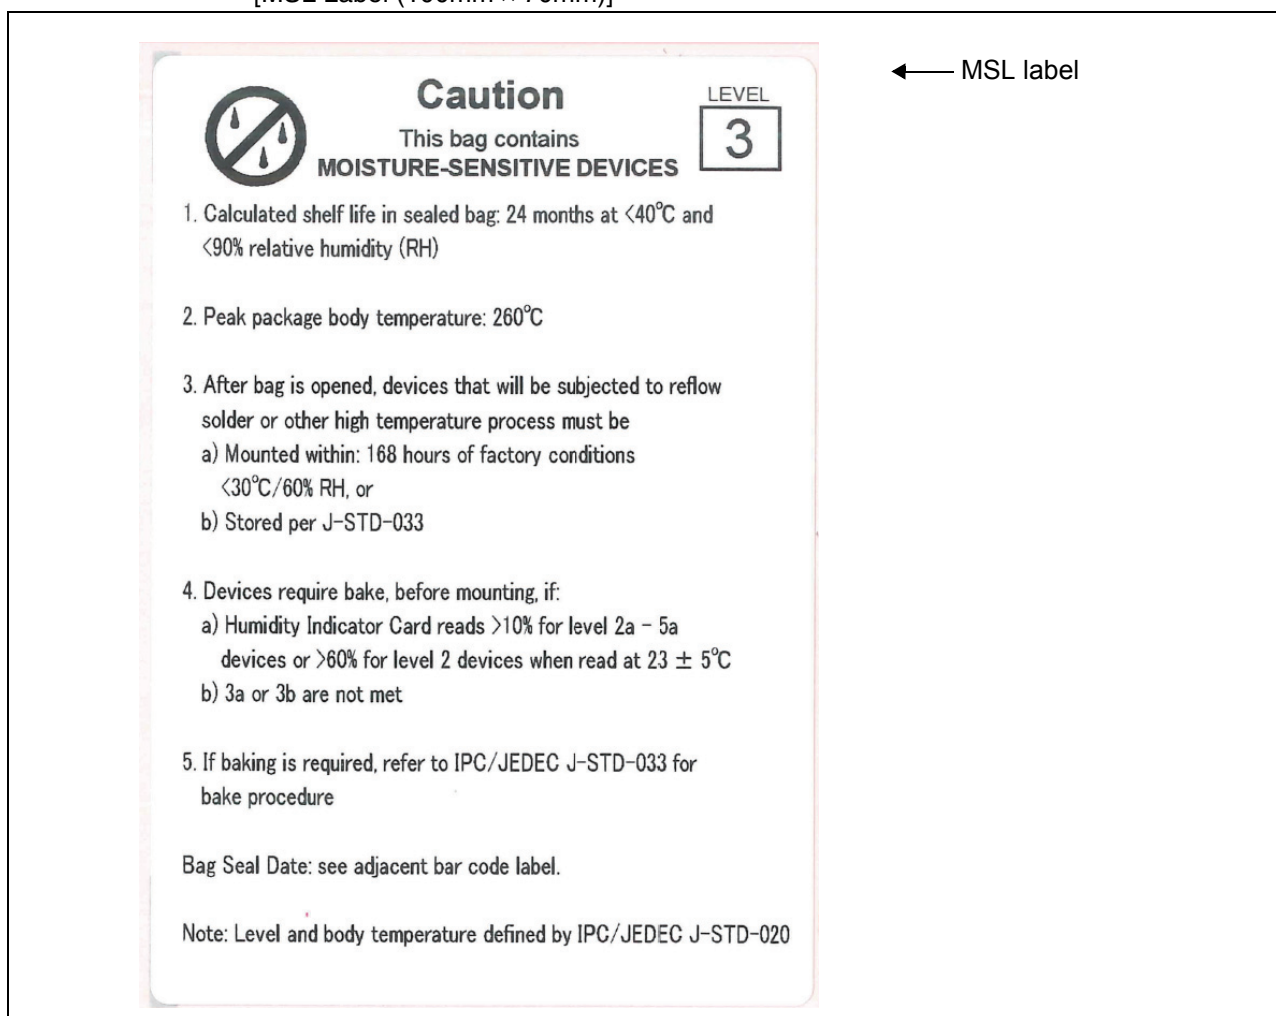 MSL label
Caution
LEVEL
This bag contains
3
MOISTURE-SENSITIVE DEVICES
1. Calculated shelf life in sealed bag: 24 months at <40°C and
<90% relative humidity (RH)
2. Peak package body temperature: 260°C
3. After bag is opened, devices that will be subjected to reflow
solder or other high temperature process must be
a) Mounted within: 168 hours of factory conditions
<30°C/60% RH, or
b) Stored per J-STD-033
4. Devices require bake, before mounting, if:
a) Humidity Indicator Card reads >10% for level 2a - 5a
devices or >60% for level 2 devices when read at 23 ± 5°C
b) 3a or 3b are not met
5. If baking is required, refer to IPC/JEDEC J-STD-033 for
bake procedure
Bag Seal Date: see adjacent bar code label.
Note: Level and body temperature defined by IPC/JEDEC J-STD-020